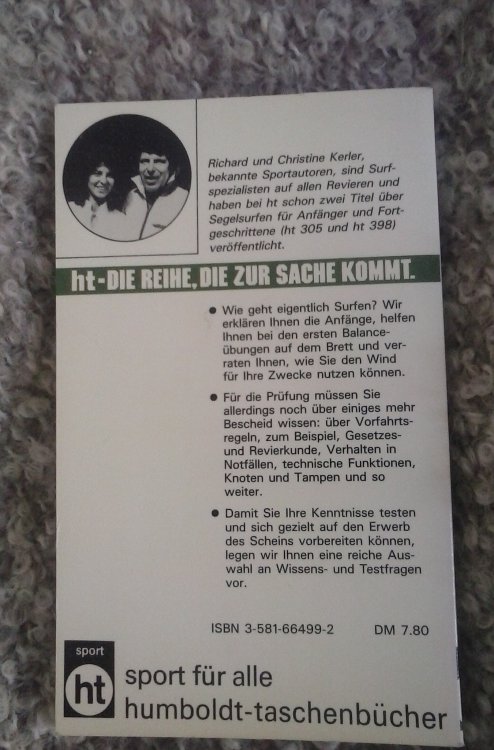 Richard und Christine Kerler,
bekannte Sportautoren, sind Surf-
spezialisten auf allen Revieren und
haben bei ht schon zwei Titel über
Segelsurfen für Anfänger und Fort-
geschrittene (ht 305 und ht 398)
veröffentlicht.
ht-DIE REIHE, DIE ZUR SACHE KOMMT.
● Wie geht eigentlich Surfen? Wir
erklären Ihnen die Anfänge, helfen
Ihnen bei den ersten Balance-
übungen auf dem Brett und ver-
raten Ihnen, wie Sie den Wind
für Ihre Zwecke nutzen können.
● Für die Prüfung müssen Sie
allerdings noch über einiges mehr
Bescheid wissen: über Vorfahrts-
regeln, zum Beispiel, Gesetzes-
und Revierkunde, Verhalten in
Notfällen, technische Funktionen,
Knoten und Tampen und so
weiter.
● Damit Sie Ihre Kenntnisse testen
und sich gezielt auf den Erwerb
des Scheins vorbereiten können,
legen wir Ihnen eine reiche Aus-
wahl an Wissens- und Testfragen
vor.
ISBN 3-581-66499-2 DM 7.80
sport
ht
sport für alle
humboldt-taschenbücher